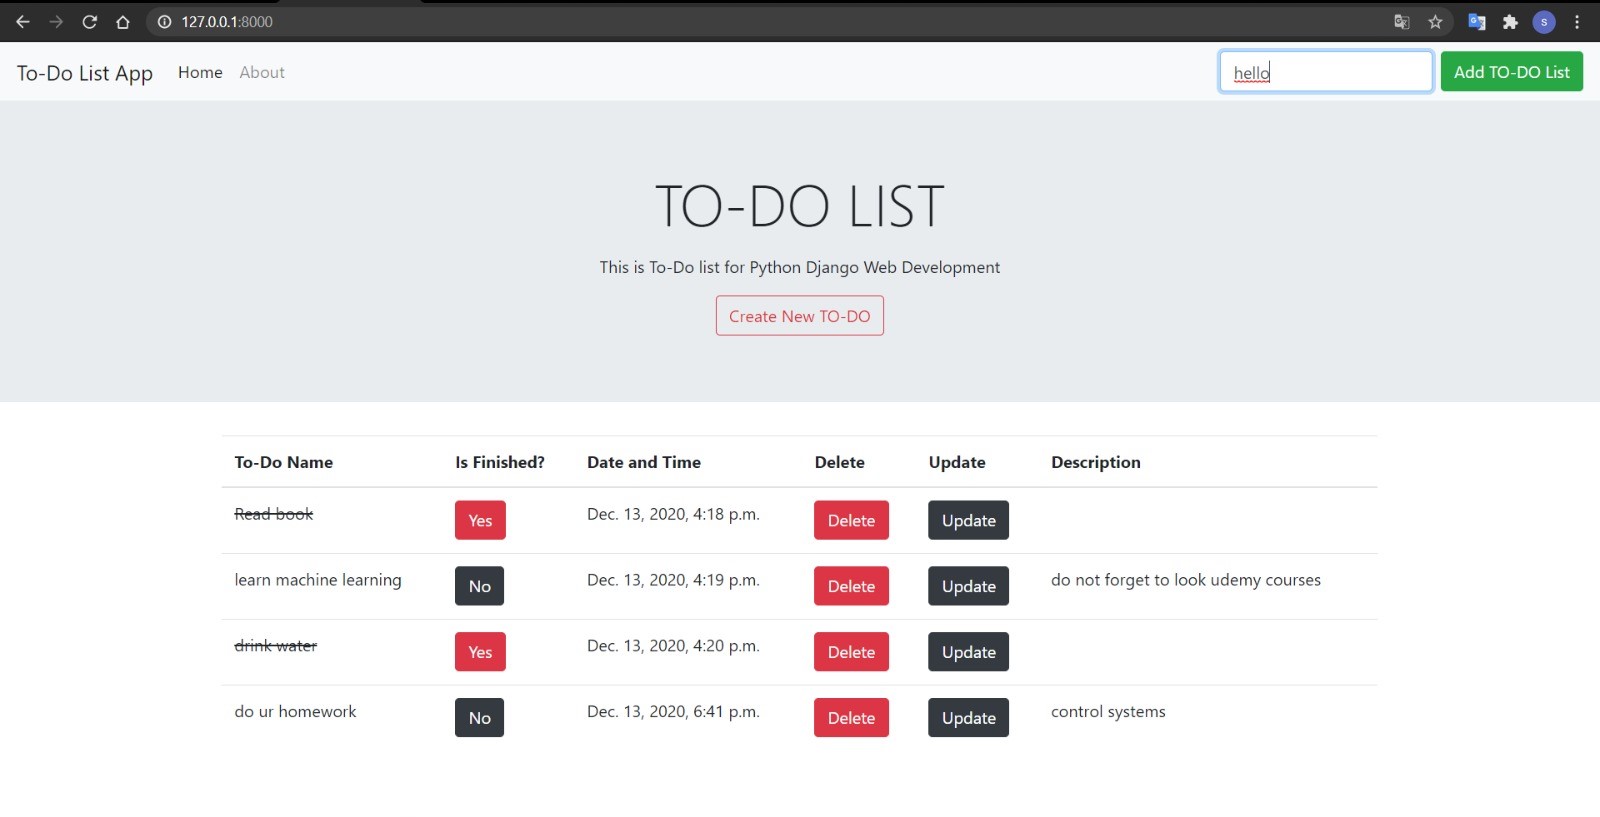 127.0.0.1:8000
S
To-Do List App Home About hello Add TO-DO List
TO-DO LIST
This is To-Do list for Python Django Web Development
Create New TO-DO
To-Do Name Is Finished? Date and Time Delete Update Description
Read book Yes Dec. 13, 2020, 4:18 p.m. Delete Update
learn machine learning No Dec. 13, 2020, 4:19 p.m. Delete Update do not forget to look udemy courses
drink water Yes Dec. 13, 2020, 4:20 p.m. Delete Update
do ur homework No Dec. 13, 2020, 6:41 p.m. Delete Update control systems